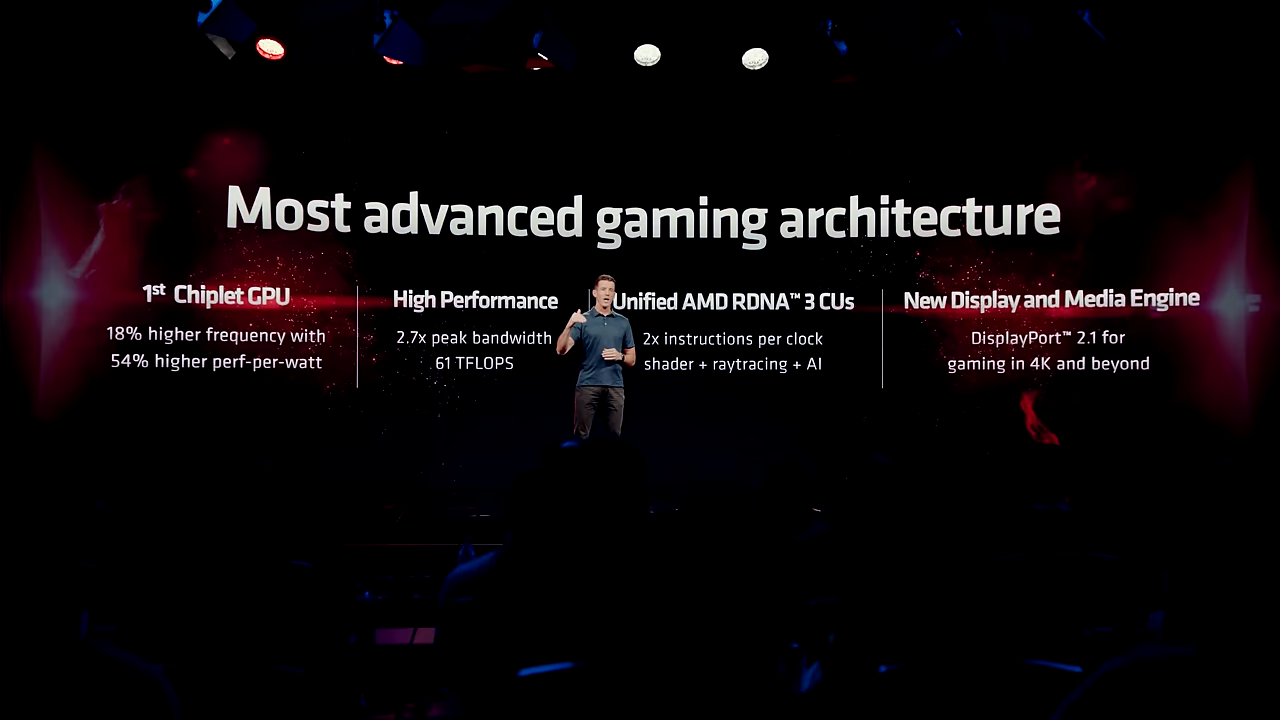 Most advanced gaming architecture
1st Chiplet GPU
18% higher frequency with
54% higher perf-per-watt
High Performance
2.7x peak bandwidth
61 TFLOPS
Unified AMD RDNA™ 3 CUs
2x instructions per clock
shader + raytracing + AI
New Display and Media Engine
DisplayPort™ 2.1 for
gaming in 4K and beyond